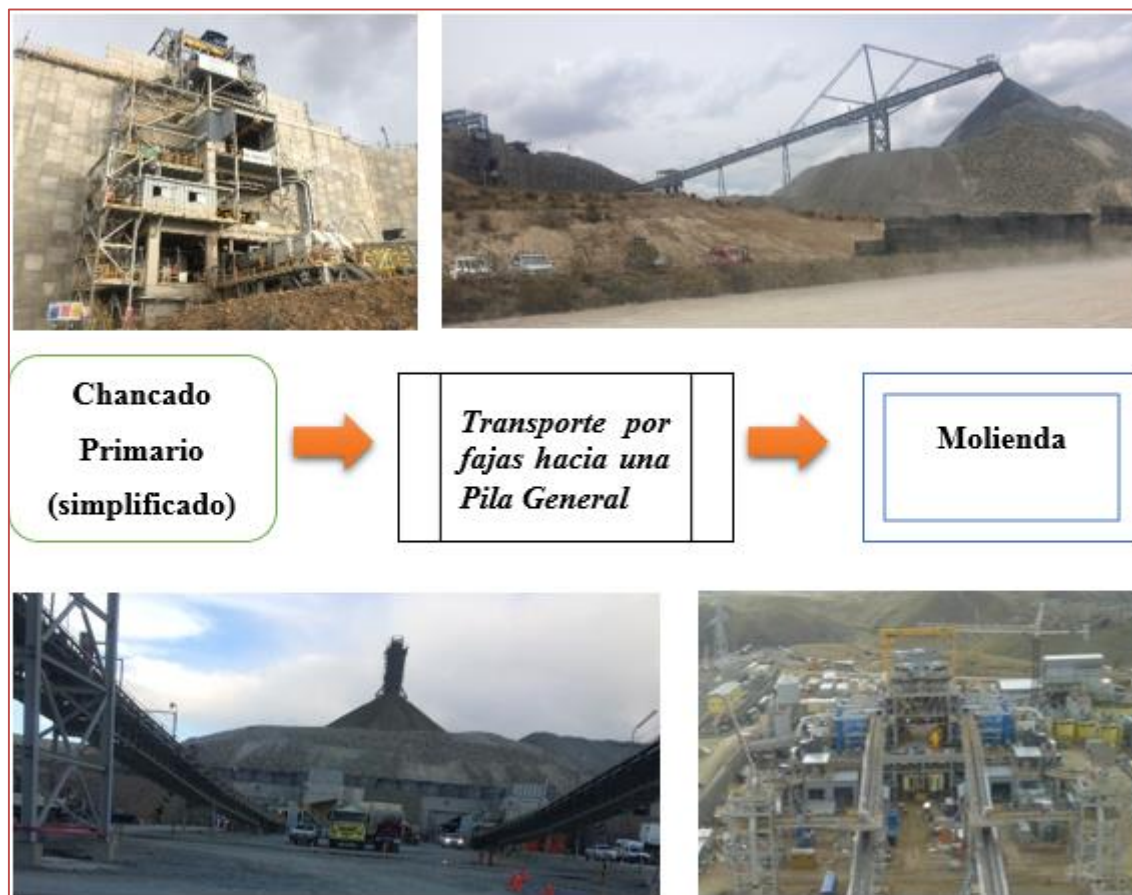 Chancado
Primario
(simplificado)
Transporte por
fajas hacia una
Pila General
Molienda